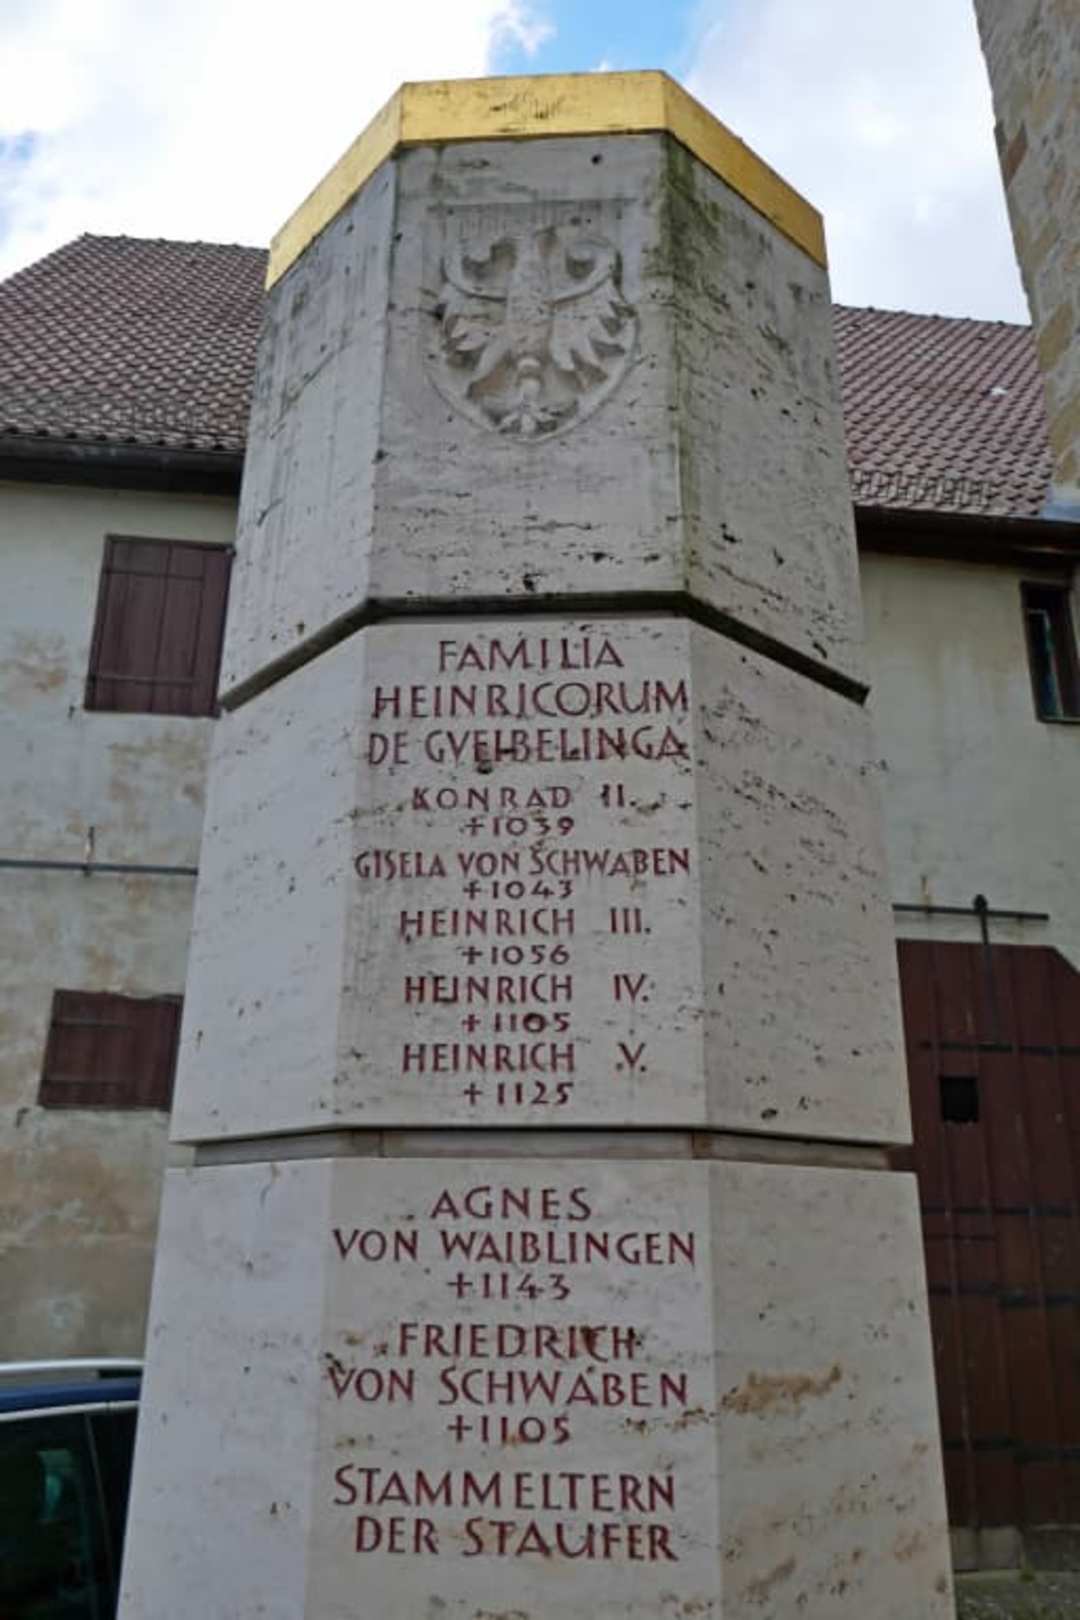 FAMILIA
HEINRICORUM
DE GVEIBELINGA
KONRAD II.
+1039
GISELA VON SCHWABEN
+1043
HEINRICH III.
+1056
HEINRICH IV.
+1105
HEINRICH V.
+1125
AGNES
VON WAIBLINGEN
+1143
FRIEDRICH
VON SCHWABEN
+1105
STAMMELTERN
DER STAUFER